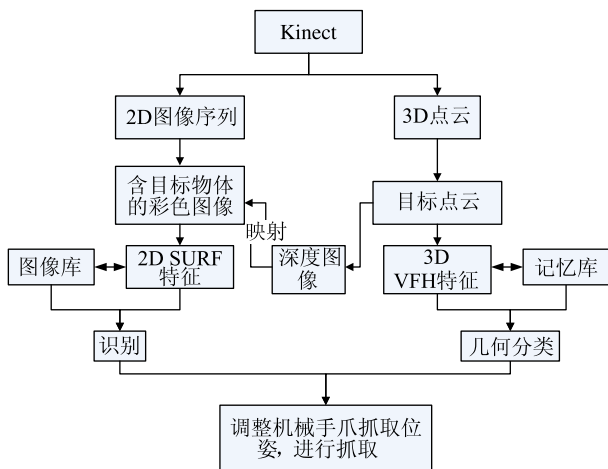 Kinect
2D图像序列
3D点云
含目标物体
的彩色图像
目标点云
映射
图像库
2D SURF
特征
深度图
像
3D
VFH特征
记忆库
识别
几何分类
调整机械手爪抓取位
姿,进行抓取